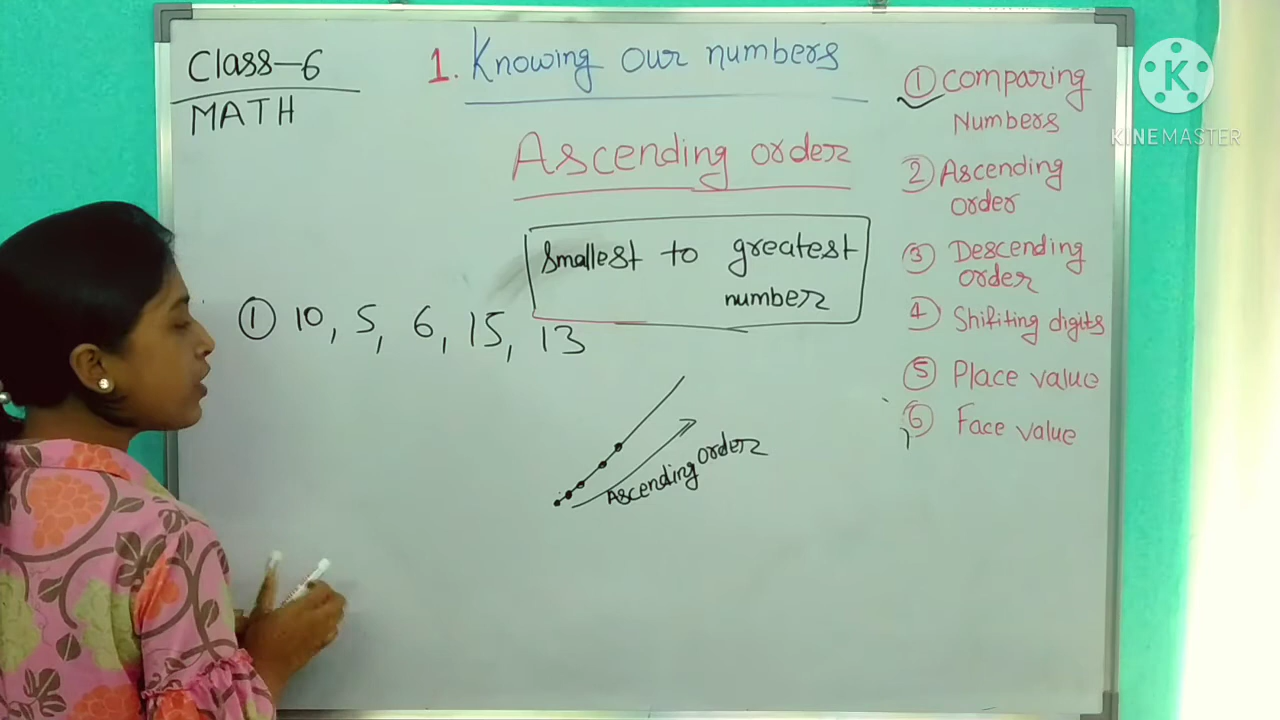 Class-6
MATH
1. Knowing our numbers
Ascending order
Smallest to greatest
number
① 10, 5, 6, 15, 13
Ascending order
① Comparing
Numbers
② Ascending
order
③ Descending
order
④ Shifiting digits
⑤ Place value
⑥ Face value
K
KINEMASTER